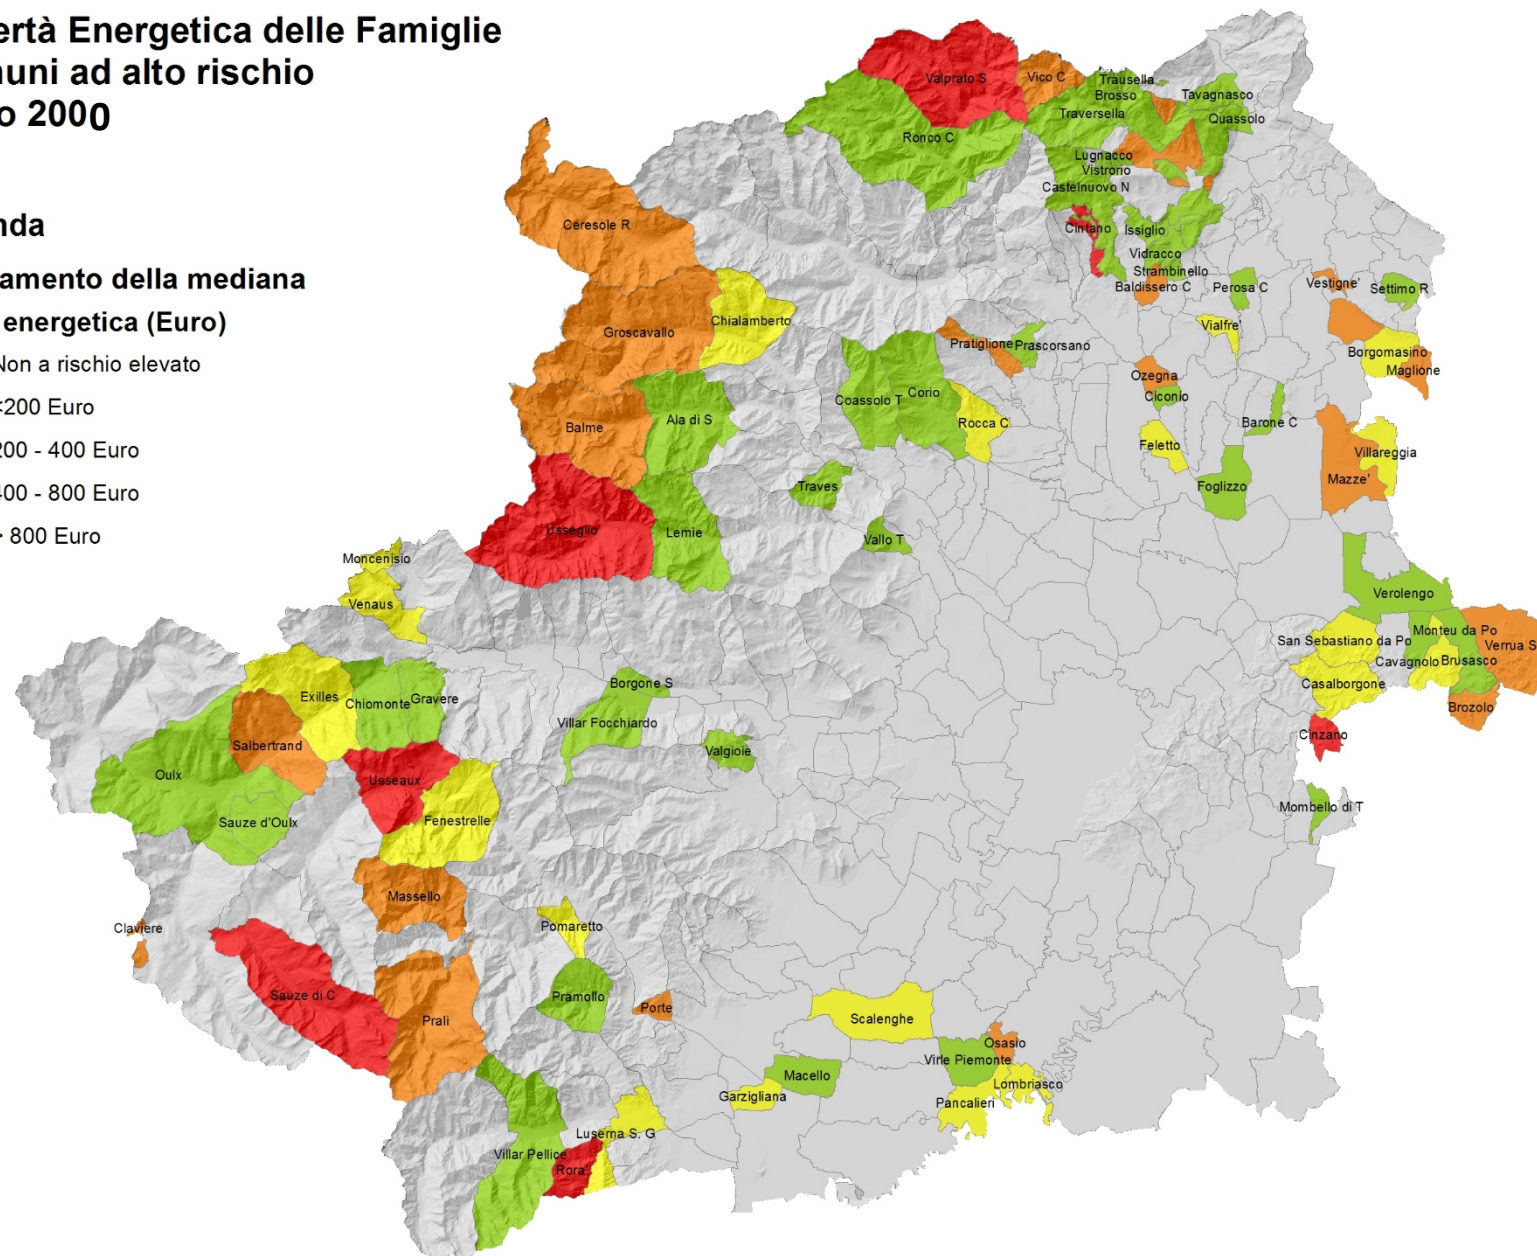 ertà Energetica delle Famiglie
uni ad alto rischio
o 2000
nda
amento della mediana
energetica (Euro)
Non a rischio elevato
<200 Euro
200 - 400 Euro
400 - 800 Euro
> 800 Euro
Valprato S
Vico C
Trausella
Brosso
Tavagnasco
Traversella
Quassolo
Ronco C
Lugnacco
Vistrorio
Castelnuovo N
Ceresole R
Cintano
Issiglio
Vidracco
Strambinello
Baldissero C
Perosa C
Vestigne'
Settimo R
Chialamberto
Groscavallo
Vialfre'
Pratiglione
Prascorsano
Borgomasino
Maglione
Ozegna
Ciconio
Coassolo T
Corio
Rocca C
Ala di S
Balme
Barone C
Feletto
Villareggia
Mazze'
Traves
Foglizzo
Usseglio
Lemie
Vallo T
Moncenisio
Venaus
Verolengo
San Sebastiano da Po
Monteu da Po
Verrua S
Cavagnolo
Brusasco
Casalborgone
Borgone S
Exilles
Chiomonte
Gravere
Brozolo
Villar Focchiardo
Cinzano
Salbertrand
Valgioie
Oulx
Usseaux
Mombello di T
Sauze d'Oulx
Fenestrelle
Massello
Claviere
Pomaretto
Sauze di C
Pramollo
Porte
Prali
Scalenghe
Osasio
Virle Piemonte
Macello
Lombriasco
Garzigliana
Pancalieri
Luserna S. G
Villar Pellice
Rora'